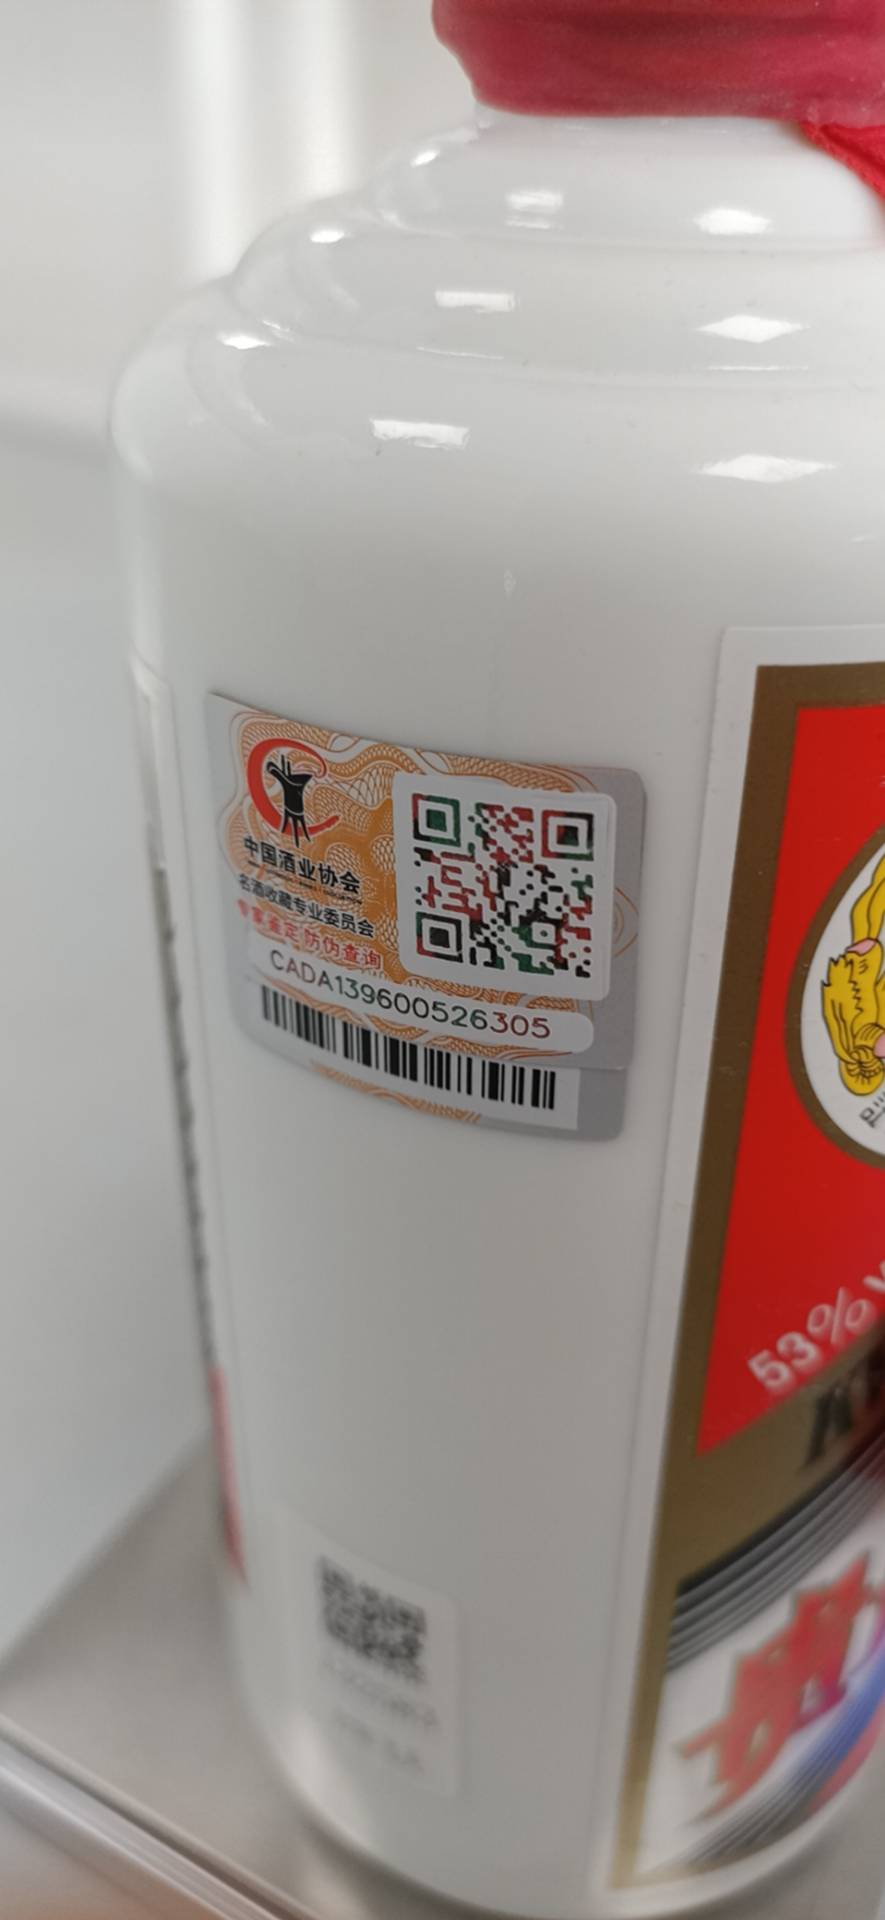 中国酒业协会
名酒收藏专业委员会
专家鉴定 防伪查询
CADA139600526305
53%
贵